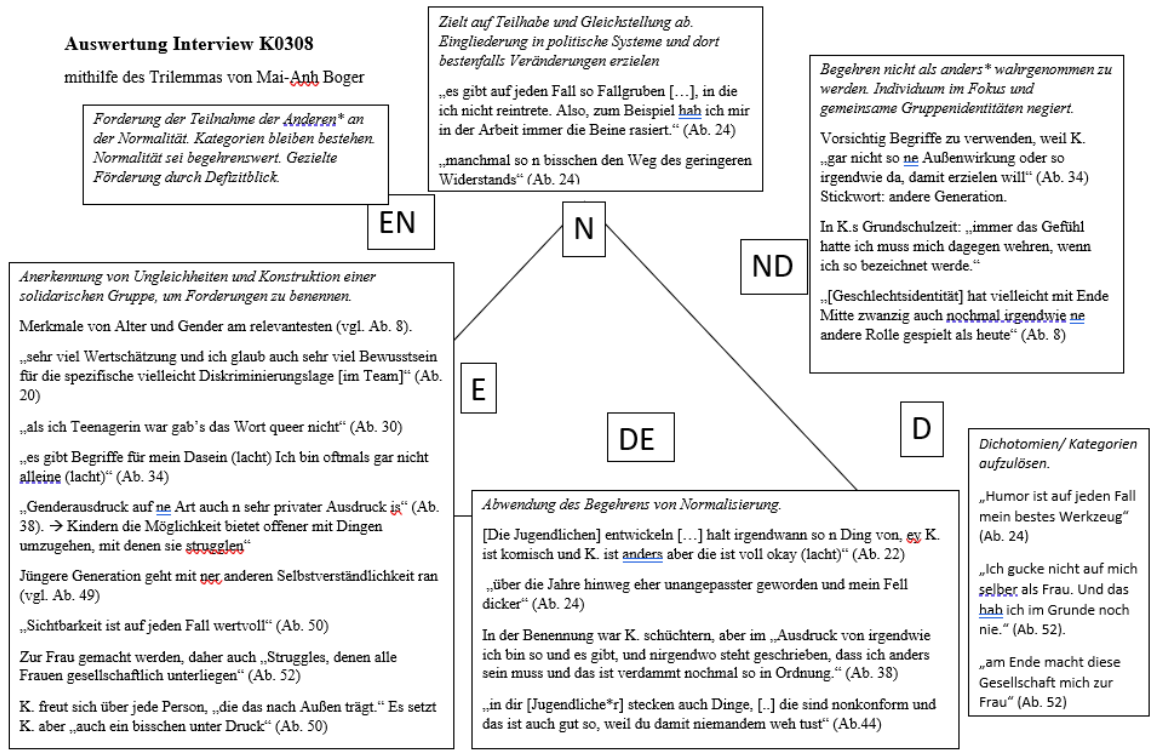 Auswertung Interview K0308
mithilfe des Trilemmas von Mai-Anh Boger
Forderung der Teilnahme der Anderen* an
der Normalität. Kategorien bleiben bestehen.
Normalität sei begehrenswert. Gezielte
Förderung durch Defizitblick.
EN
Zielt auf Teilhabe und Gleichstellung ab.
Eingliederung in politische Systeme und dort
bestenfalls Veränderungen erzielen
„es gibt auf jeden Fall so Fallgruben […], in die
ich nicht reintrete. Also, zum Beispiel hab ich mir
in der Arbeit immer die Beine rasiert.“ (Ab. 24)
„manchmal so n bisschen den Weg des geringeren
Widerstands“ (Ab. 24)
N
Begehren nicht als anders* wahrgenommen zu
werden. Individuum im Fokus und
gemeinsame Gruppenidentitäten negiert.
Vorsichtig Begriffe zu verwenden, weil K.
„gar nicht so ne Außenwirkung oder so
irgendwie da, damit erzielen will“ (Ab. 34)
Stickwort: andere Generation.
In K.s Grundschulzeit: „immer das Gefühl
hatte ich muss mich dagegen wehren, wenn
ich so bezeichnet werde.“
„[Geschlechtsidentität] hat vielleicht mit Ende
Mitte zwanzig auch nochmal irgendwie ne
andere Rolle gespielt als heute“ (Ab. 8)
ND
Anerkennung von Ungleichheiten und Konstruktion einer
solidarischen Gruppe, um Forderungen zu benennen.
Merkmale von Alter und Gender am relevantesten (vgl. Ab. 8).
„sehr viel Wertschätzung und ich glaub auch sehr viel Bewusstsein
für die spezifische vielleicht Diskriminierungslage [im Team]“ (Ab.
20)
„als ich Teenagerin war gab’s das Wort queer nicht“ (Ab. 30)
„es gibt Begriffe für mein Dasein (lacht) Ich bin oftmals gar nicht
alleine (lacht)“ (Ab. 34)
„Genderausdruck auf ne Art auch n sehr privater Ausdruck is“ (Ab.
38). → Kindern die Möglichkeit bietet offener mit Dingen
umzugehen, mit denen sie strugglen“
Jüngere Generation geht mit ner anderen Selbstverständlichkeit ran
(vgl. Ab. 49)
„Sichtbarkeit ist auf jeden Fall wertvoll“ (Ab. 50)
Zur Frau gemacht werden, daher auch „Struggles, denen alle
Frauen gesellschaftlich unterliegen“ (Ab. 52)
K. freut sich über jede Person, „die das nach Außen trägt.“ Es setzt
K. aber „auch ein bisschen unter Druck“ (Ab. 50)
E
DE
Abwendung des Begehrens von Normalisierung.
[Die Jugendlichen] entwickeln […] halt irgendwann so n Ding von, ey K.
ist komisch und K. ist anders aber die ist voll okay (lacht)“ (Ab. 22)
„über die Jahre hinweg eher unangepasster geworden und mein Fell
dicker“ (Ab. 24)
In der Benennung war K. schüchtern, aber im „Ausdruck von irgendwie
ich bin so und es gibt, und nirgendwo steht geschrieben, dass ich anders
sein muss und das ist verdammt nochmal so in Ordnung.“ (Ab. 38)
„in dir [Jugendliche*r] stecken auch Dinge, [..] die sind nonkonform und
das ist auch gut so, weil du damit niemandem weh tust“ (Ab.44)
D
Dichotomien/ Kategorien
aufzulösen.
„Humor ist auf jeden Fall
mein bestes Werkzeug“
(Ab. 24)
„Ich gucke nicht auf mich
selber als Frau. Und das
hab ich im Grunde noch
nie.“ (Ab. 52).
„am Ende macht diese
Gesellschaft mich zur
Frau“ (Ab. 52)